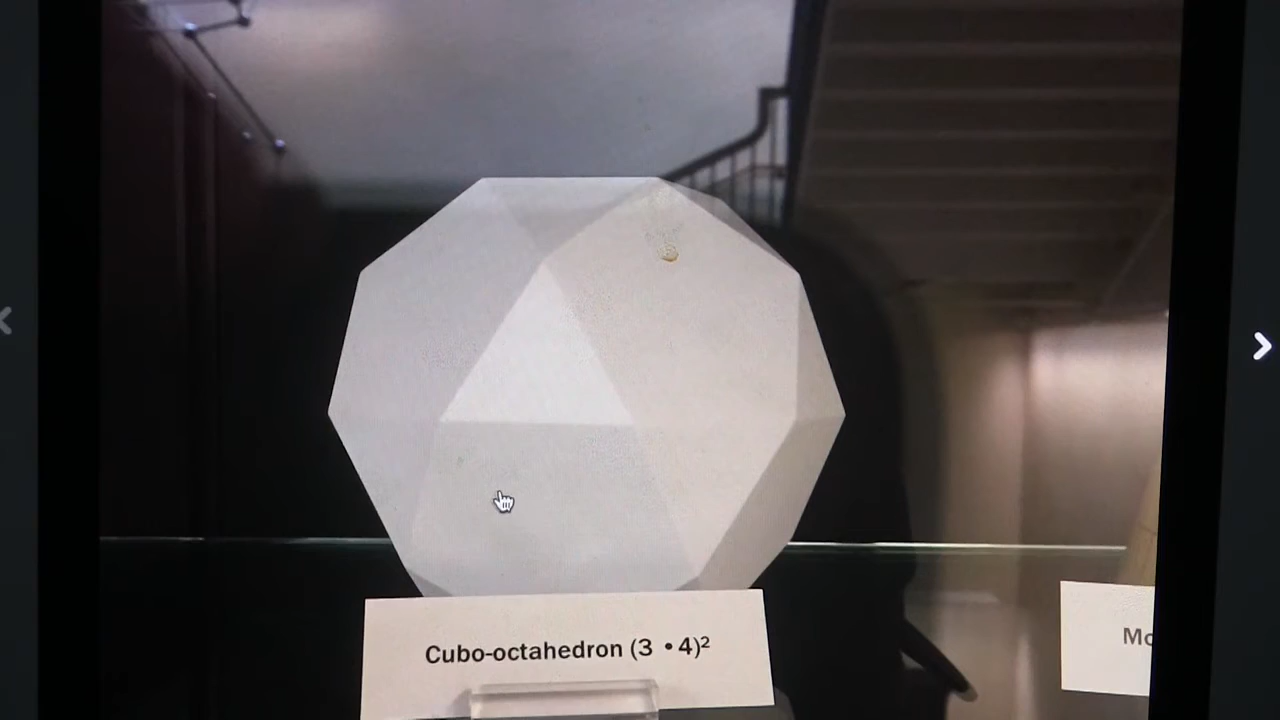 Cubo-octahedron (3 • 4)²